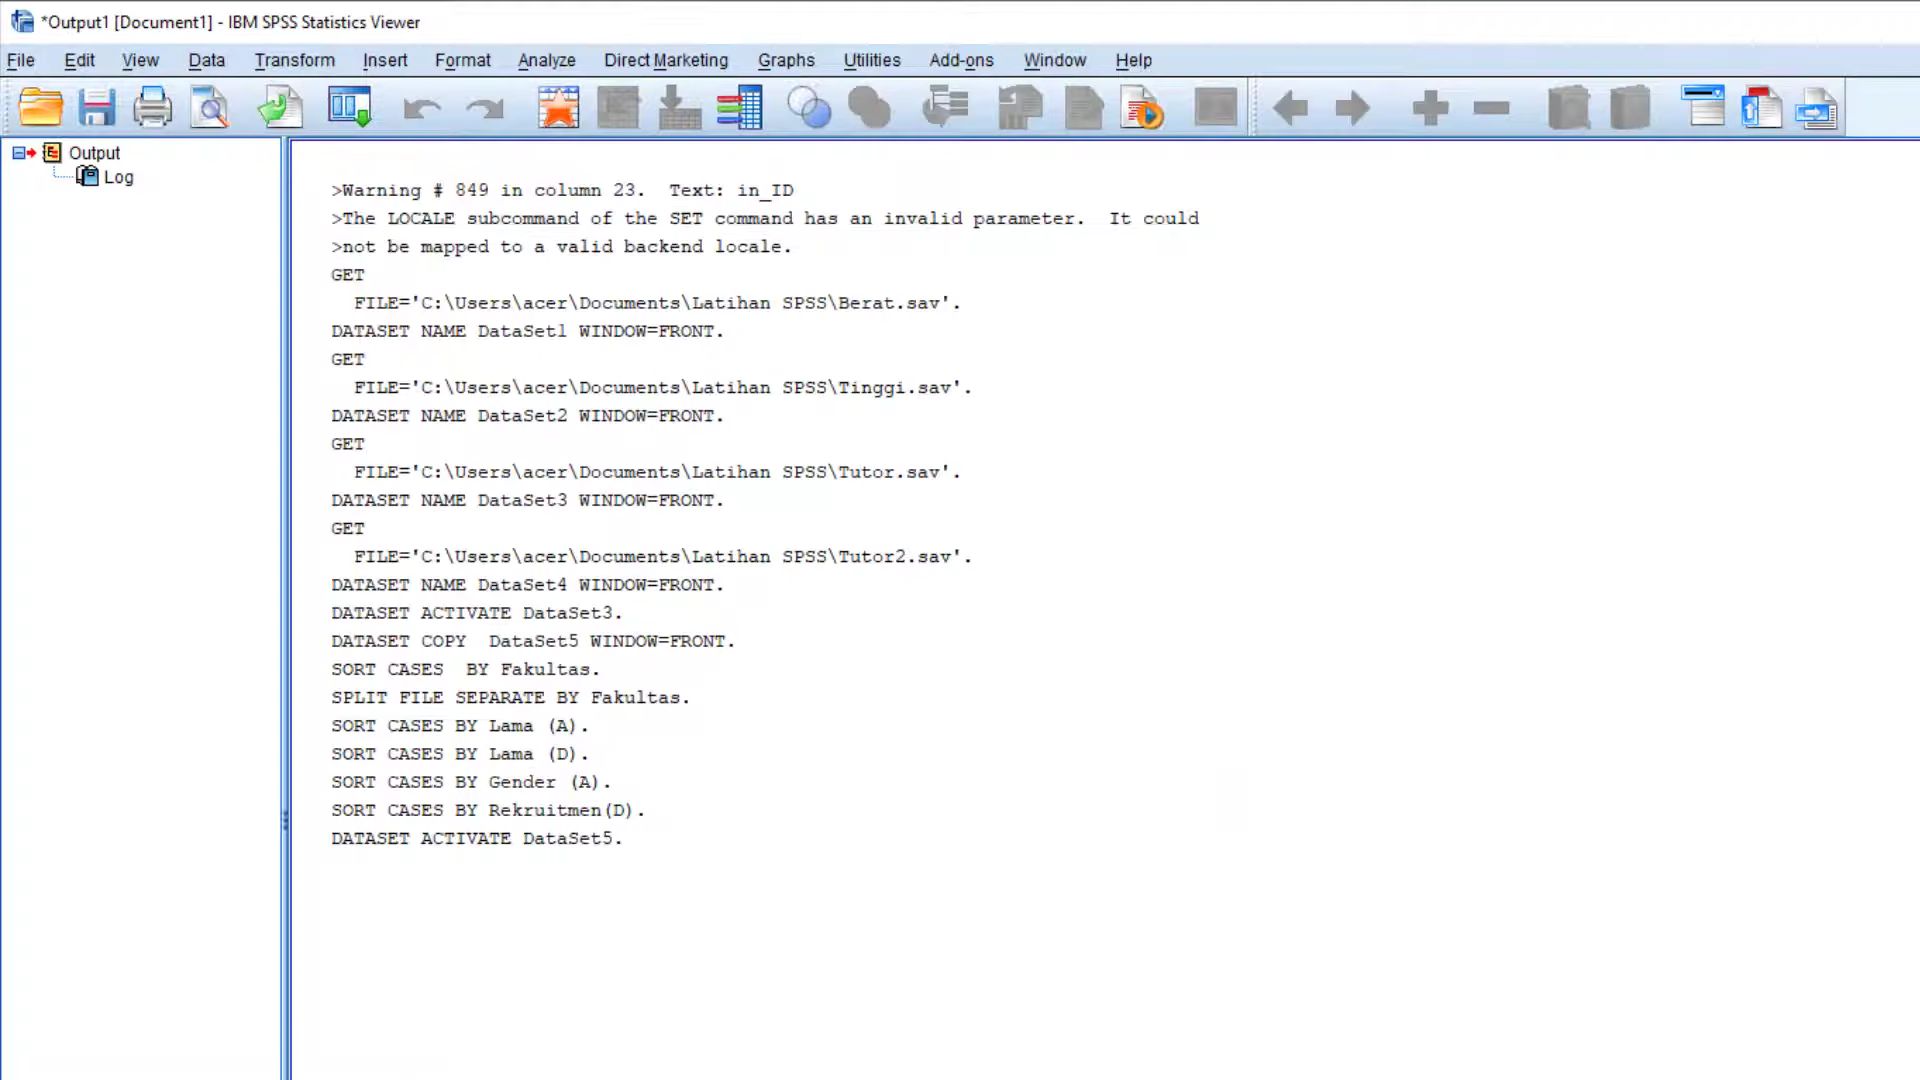 *Output1 [Document1] - IBM SPSS Statistics Viewer
File Edit View Data Transform Insert Format Analyze Direct Marketing Graphs Utilities Add-ons Window Help
Output
Log
>Warning # 849 in column 23.  Text: in_ID
>The LOCALE subcommand of the SET command has an invalid parameter.  It could
>not be mapped to a valid backend locale.
GET
  FILE='C:\Users\acer\Documents\Latihan SPSS\Berat.sav'.
DATASET NAME DataSet1 WINDOW=FRONT.
GET
  FILE='C:\Users\acer\Documents\Latihan SPSS\Tinggi.sav'.
DATASET NAME DataSet2 WINDOW=FRONT.
GET
  FILE='C:\Users\acer\Documents\Latihan SPSS\Tutor.sav'.
DATASET NAME DataSet3 WINDOW=FRONT.
GET
  FILE='C:\Users\acer\Documents\Latihan SPSS\Tutor2.sav'.
DATASET NAME DataSet4 WINDOW=FRONT.
DATASET ACTIVATE DataSet3.
DATASET COPY  DataSet5 WINDOW=FRONT.
SORT CASES  BY Fakultas.
SPLIT FILE SEPARATE BY Fakultas.
SORT CASES BY Lama (A).
SORT CASES BY Lama (D).
SORT CASES BY Gender (A).
SORT CASES BY Rekruitmen(D).
DATASET ACTIVATE DataSet5.